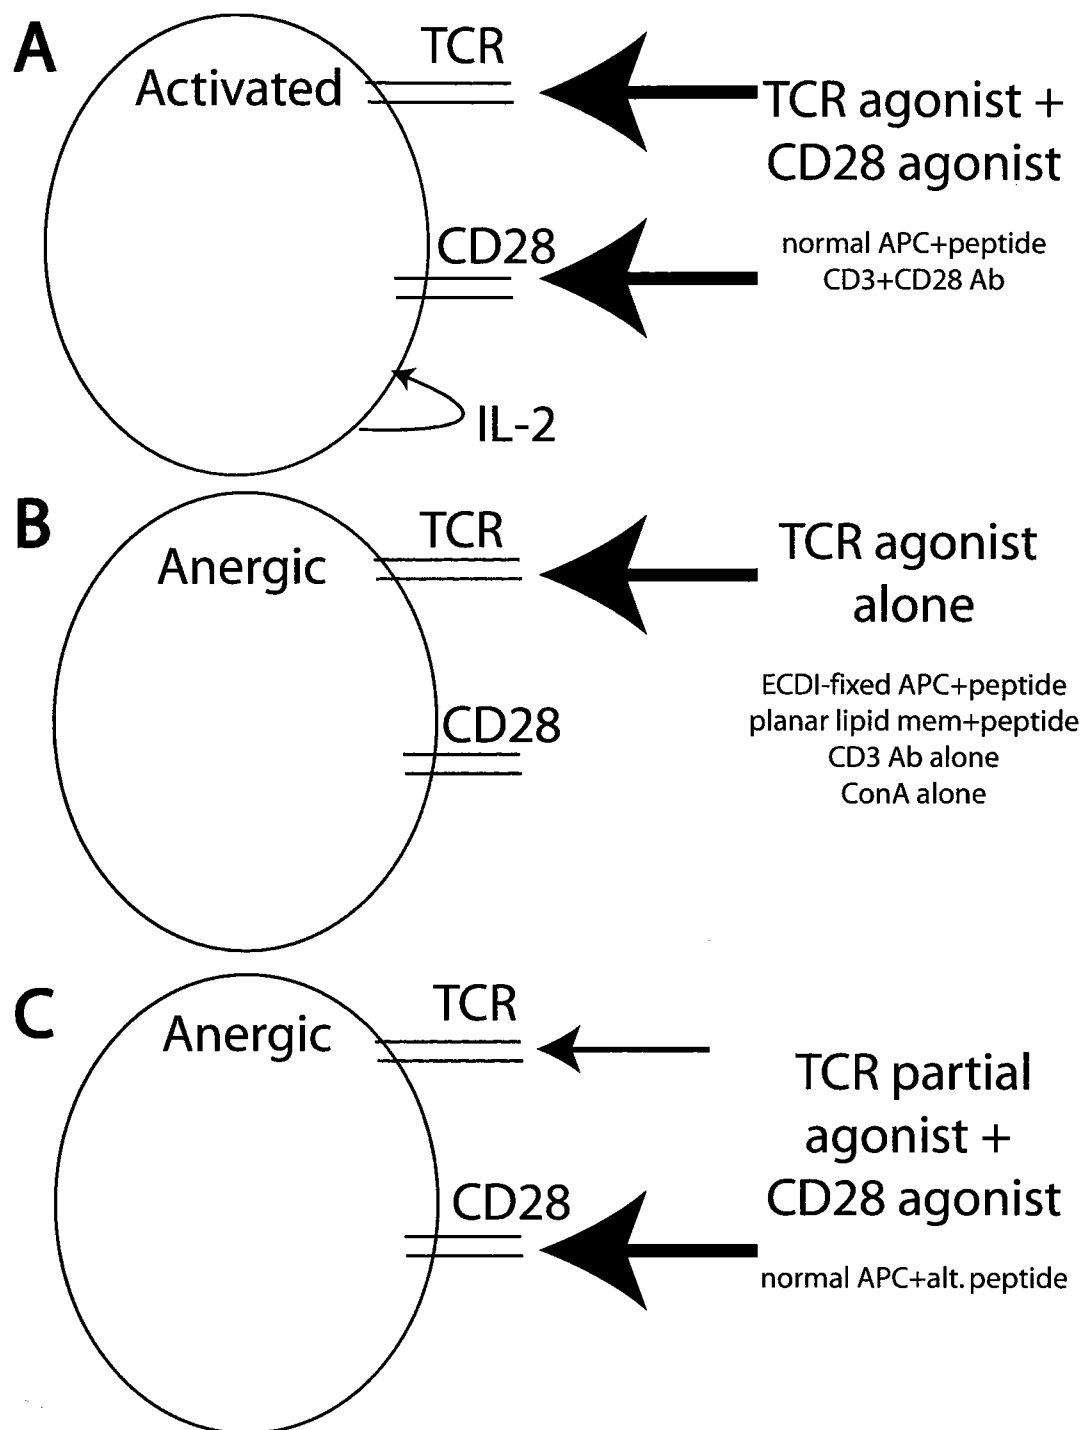 A
Activated
TCR
TCR agonist +
CD28 agonist
CD28
normal APC+peptide
CD3+CD28 Ab
IL-2
B
Anergic
TCR
TCR agonist
alone
CD28
ECDI-fixed APC+peptide
planar lipid mem+peptide
CD3 Ab alone
ConA alone
C
Anergic
TCR
TCR partial
agonist +
CD28 agonist
CD28
normal APC+alt. peptide